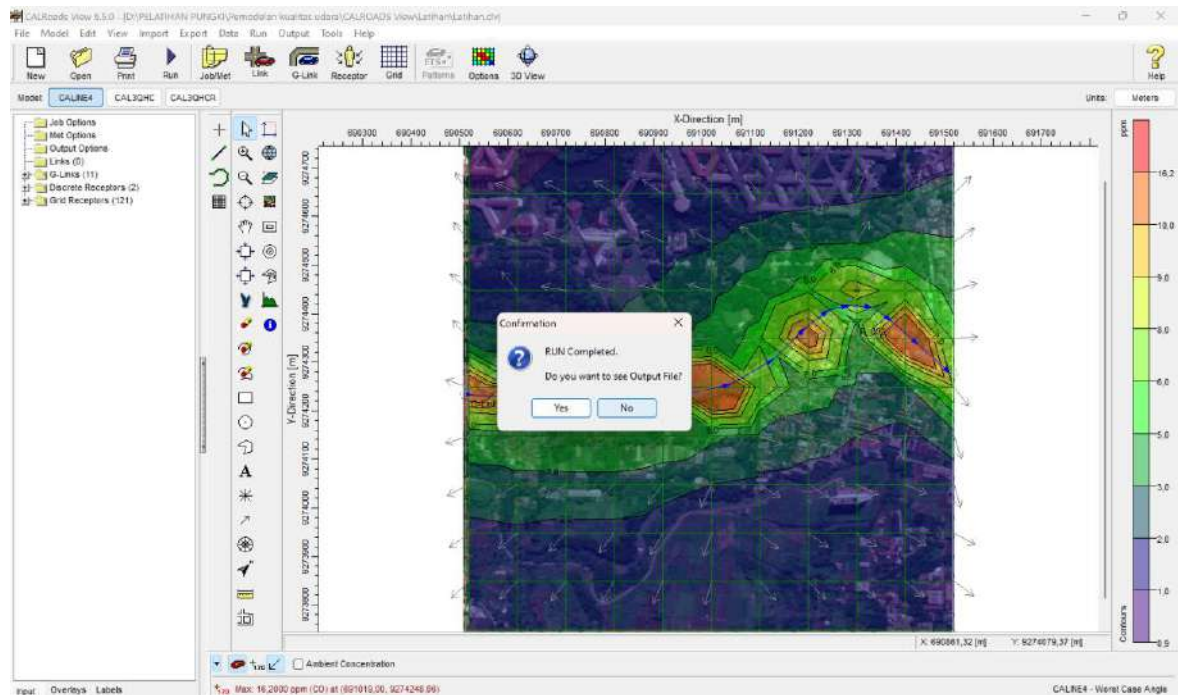 CALRoads View 6.5.0 - [D:\PELATIHAN PUNGKI\Pemodelan kualitas udara\CALROADS View\Latihan\Latihan.clv]
File Model Edit View Import Export Data Run Output Tools Help
New Open Print Run Job/Met Link G-Link Receptor Grid Patterns Options 3D View Help
Model: CALINE4 CAL3QHC CAL3QHCR Units: Meters
Job Options
Met Options
Output Options
Links (0)
G-Links (11)
Discrete Receptors (2)
Grid Receptors (121)
X-Direction [m]
690300 690400 690500 690600 690700 690800 690900 691000 691100 691200 691300 691400 691500 691600 691700
Y-Direction [m]
9274700
9274600
9274500
9274400
9274300
9274200
9274100
9274000
9273900
9273800
Confirmation
RUN Completed.
Do you want to see Output File?
Yes No
ppm
16,2
10,0
9,0
8,0
6,0
5,0
3,0
2,0
1,0
0,9
Contours
X: 690861,32 [m] Y: 9274079,37 [m]
Ambient Concentration
Input Overlays Labels
Max: 16,2000 ppm (CO) at (691019,00, 9274248,06)
CALINE4 - Worst Case Angle